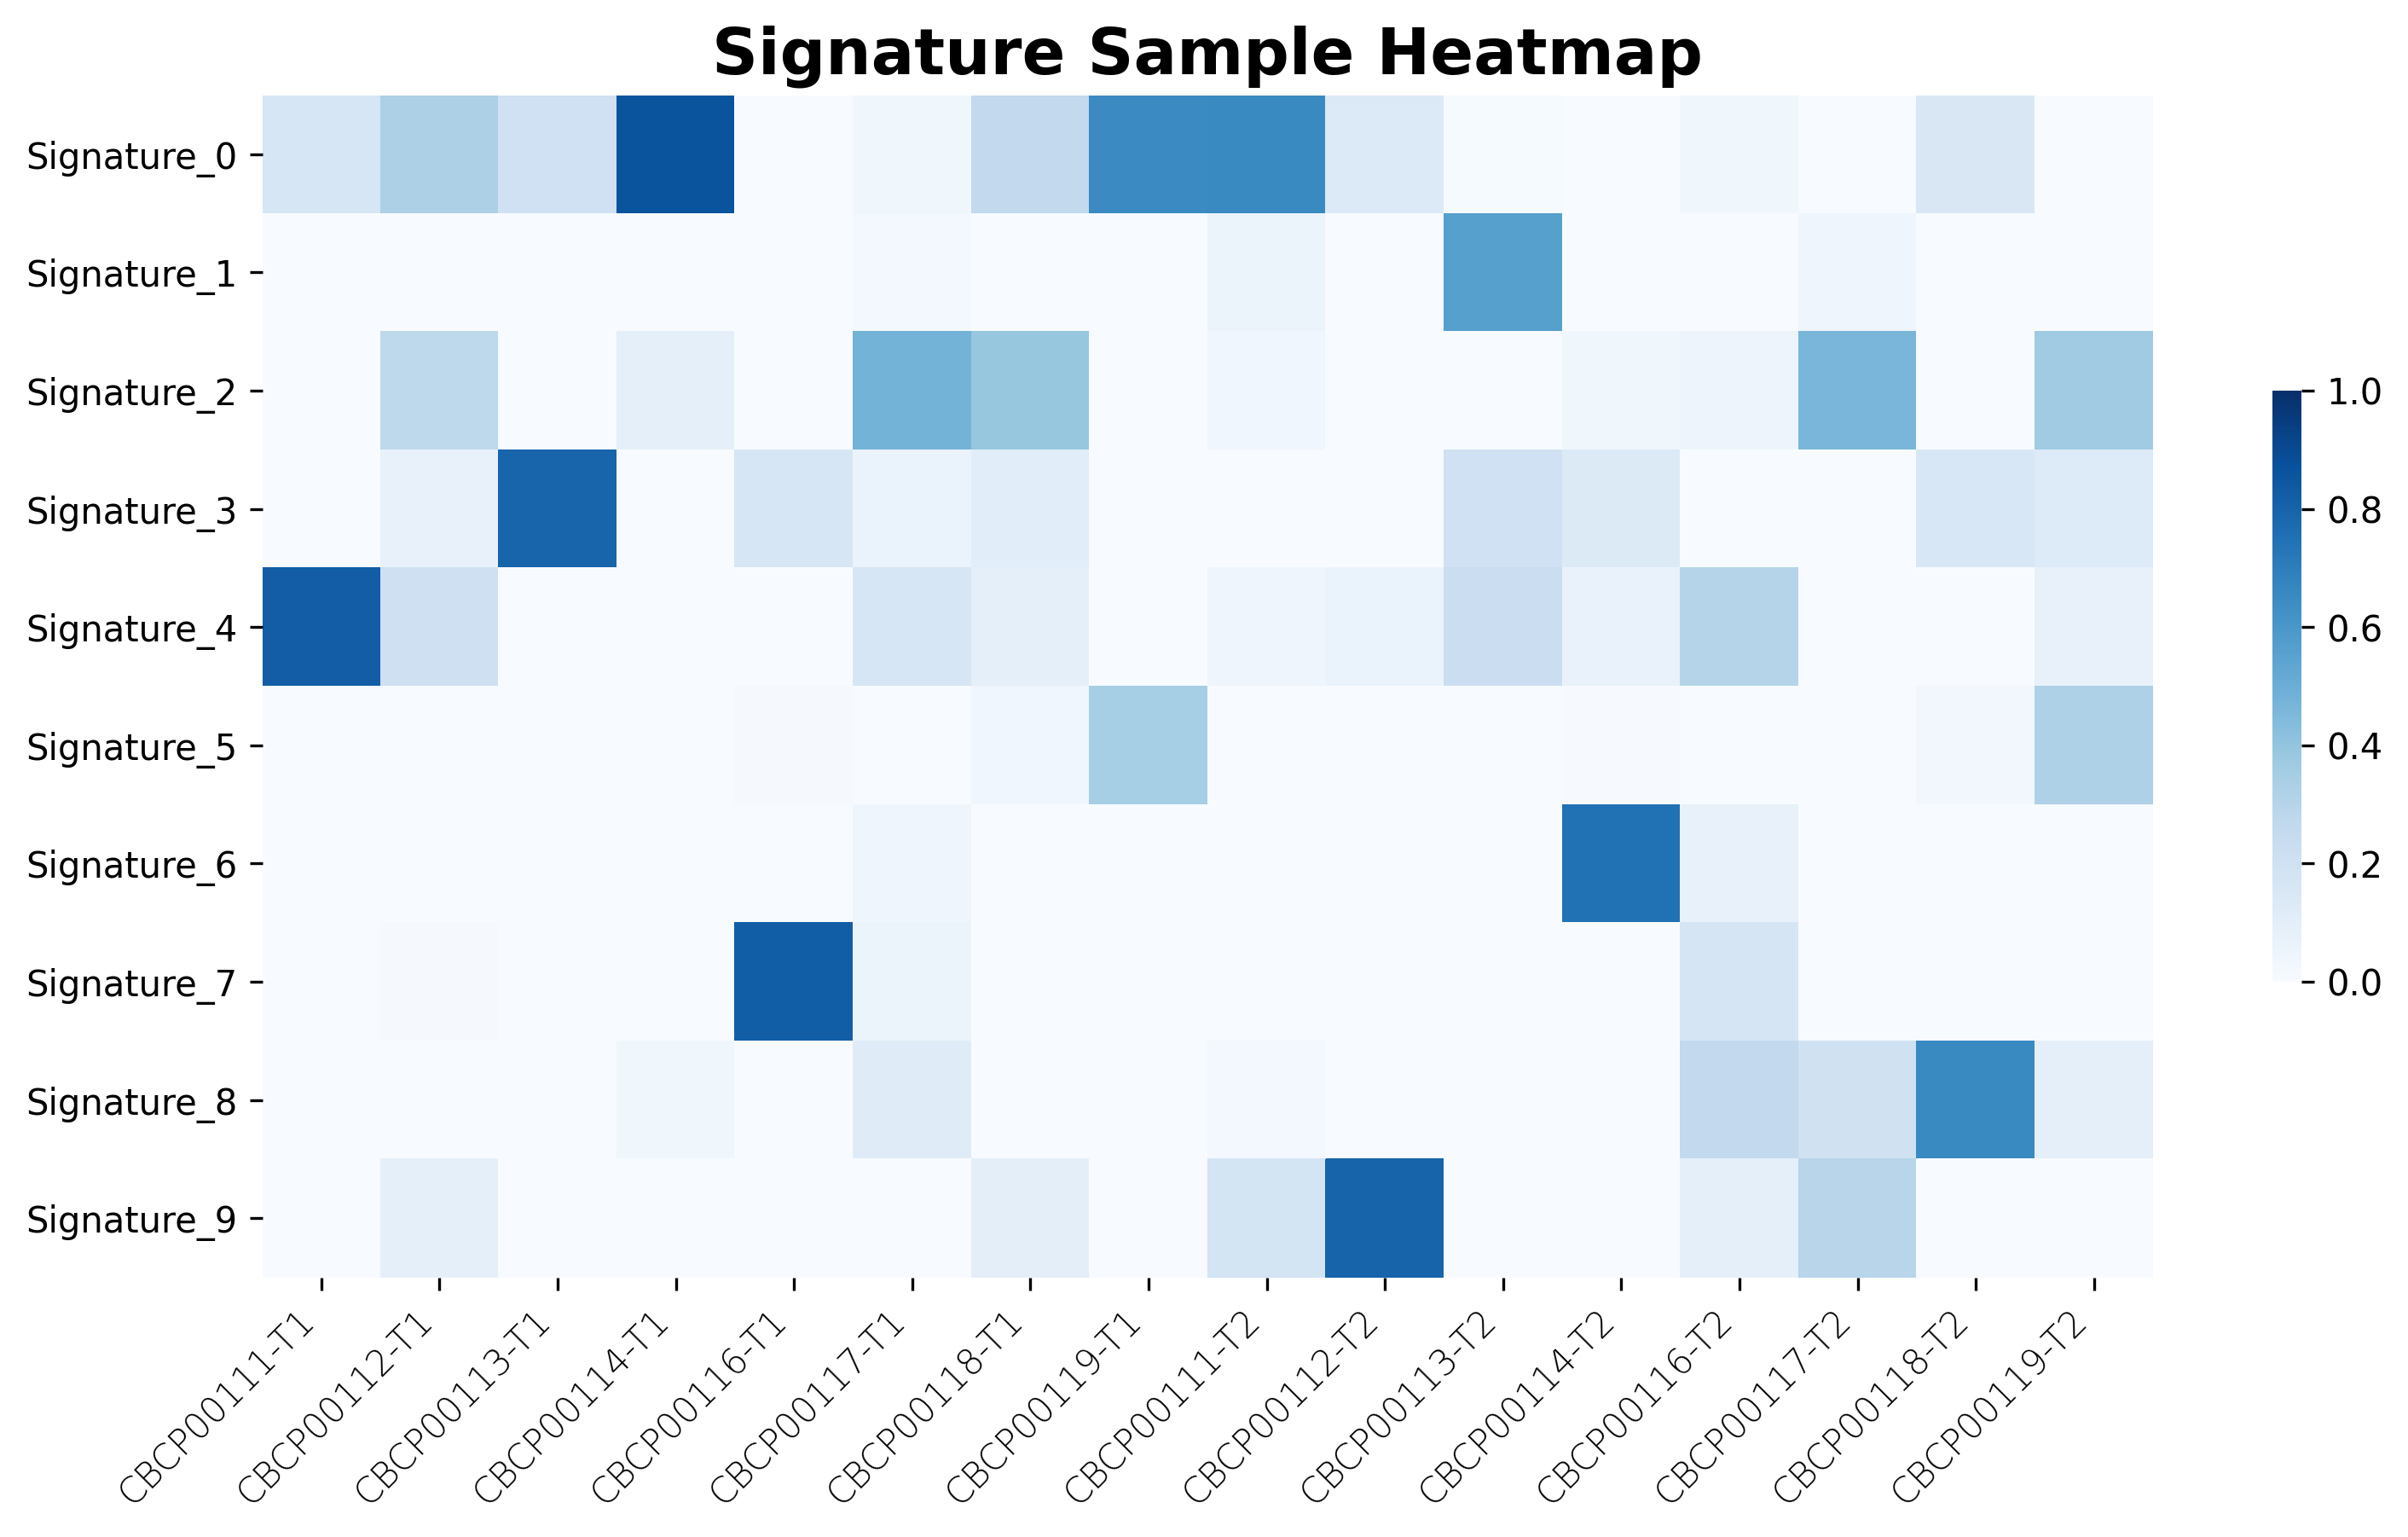 Signature Sample Heatmap
Signature_0
Signature_1
Signature_2
Signature_3
Signature_4
Signature_5
Signature_6
Signature_7
Signature_8
Signature_9
1.0
0.8
0.6
0.4
0.2
0.0
CBCP00111-T1
CBCP00112-T1
CBCP00113-T1
CBCP00114-T1
CBCP00116-T1
CBCP00117-T1
CBCP00118-T1
CBCP00119-T1
CBCP00111-T2
CBCP00112-T2
CBCP00113-T2
CBCP00114-T2
CBCP00116-T2
CBCP00117-T2
CBCP00118-T2
CBCP00119-T2